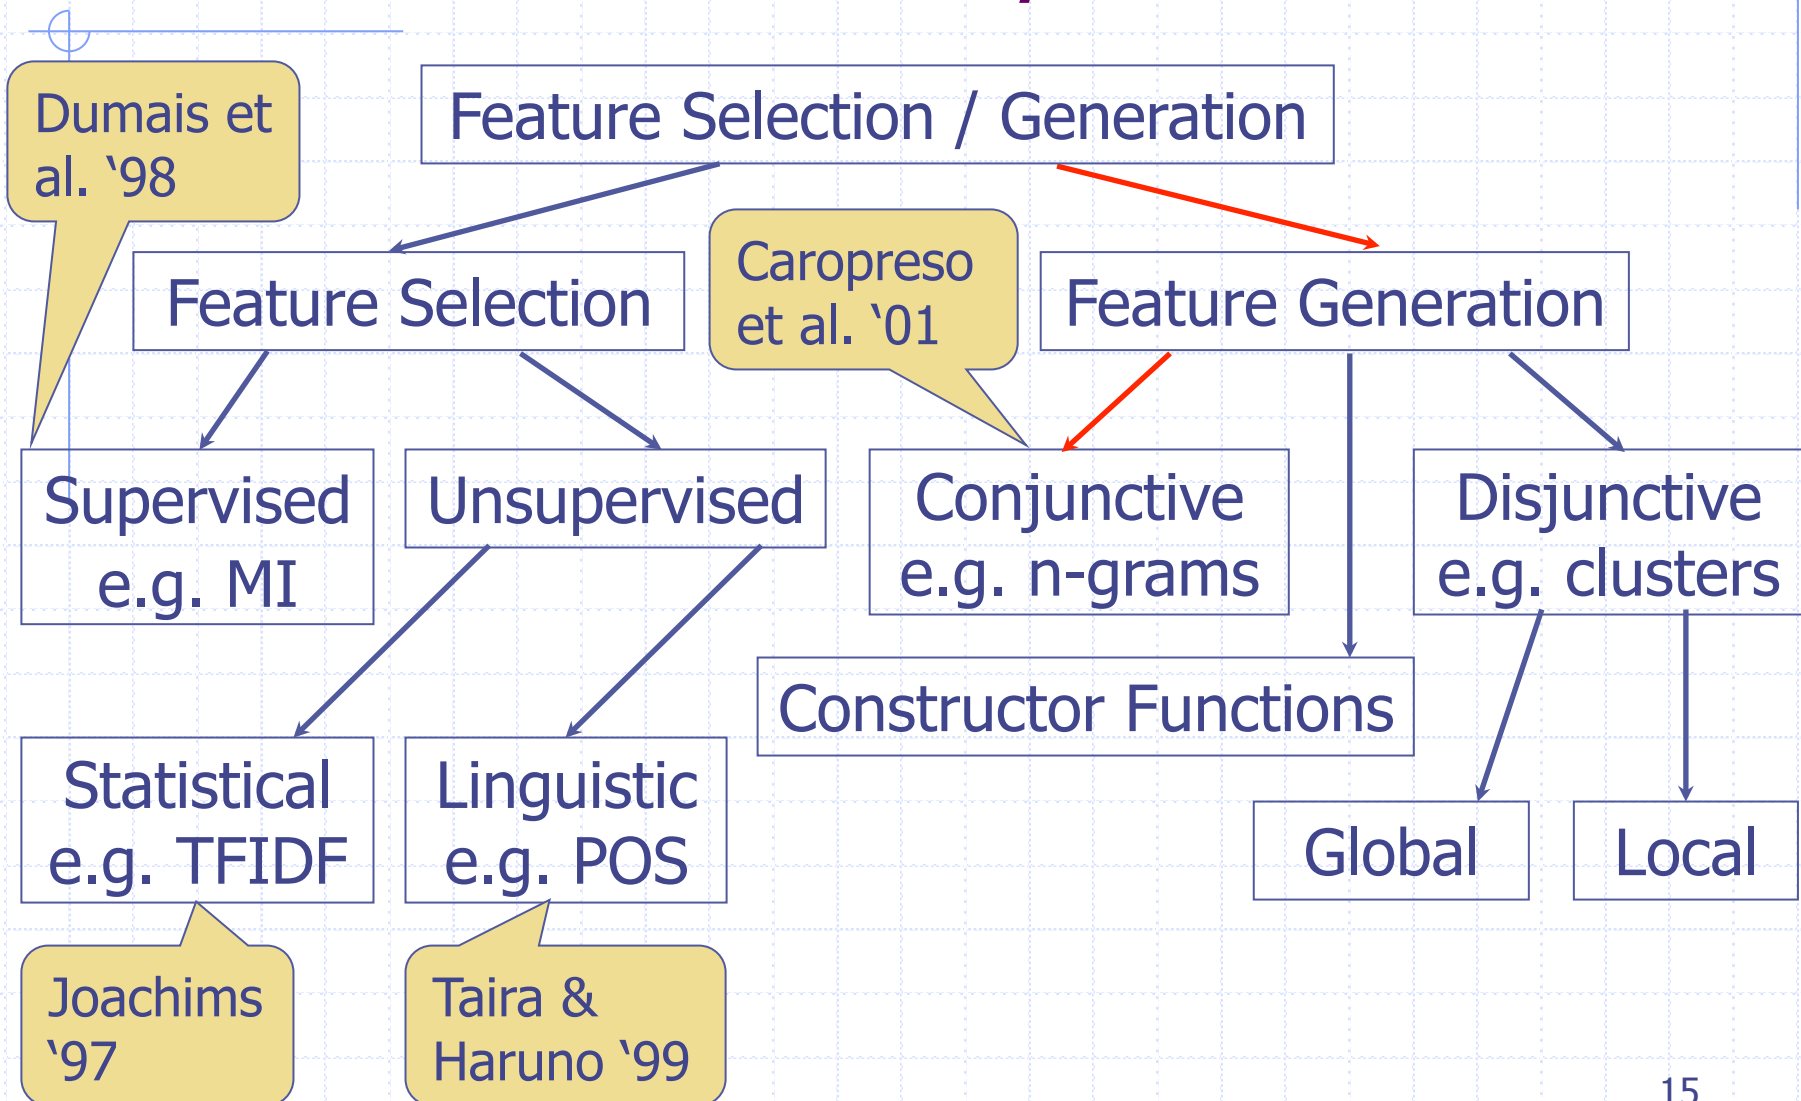 Dumais et
al. ‘98
Feature Selection / Generation
Caropreso
et al. ‘01
Feature Selection
Feature Generation
Supervised
e.g. MI
Unsupervised
Conjunctive
e.g. n-grams
Disjunctive
e.g. clusters
Constructor Functions
Statistical
e.g. TFIDF
Linguistic
e.g. POS
Global
Local
Joachims
‘97
Taira &
Haruno ‘99
15